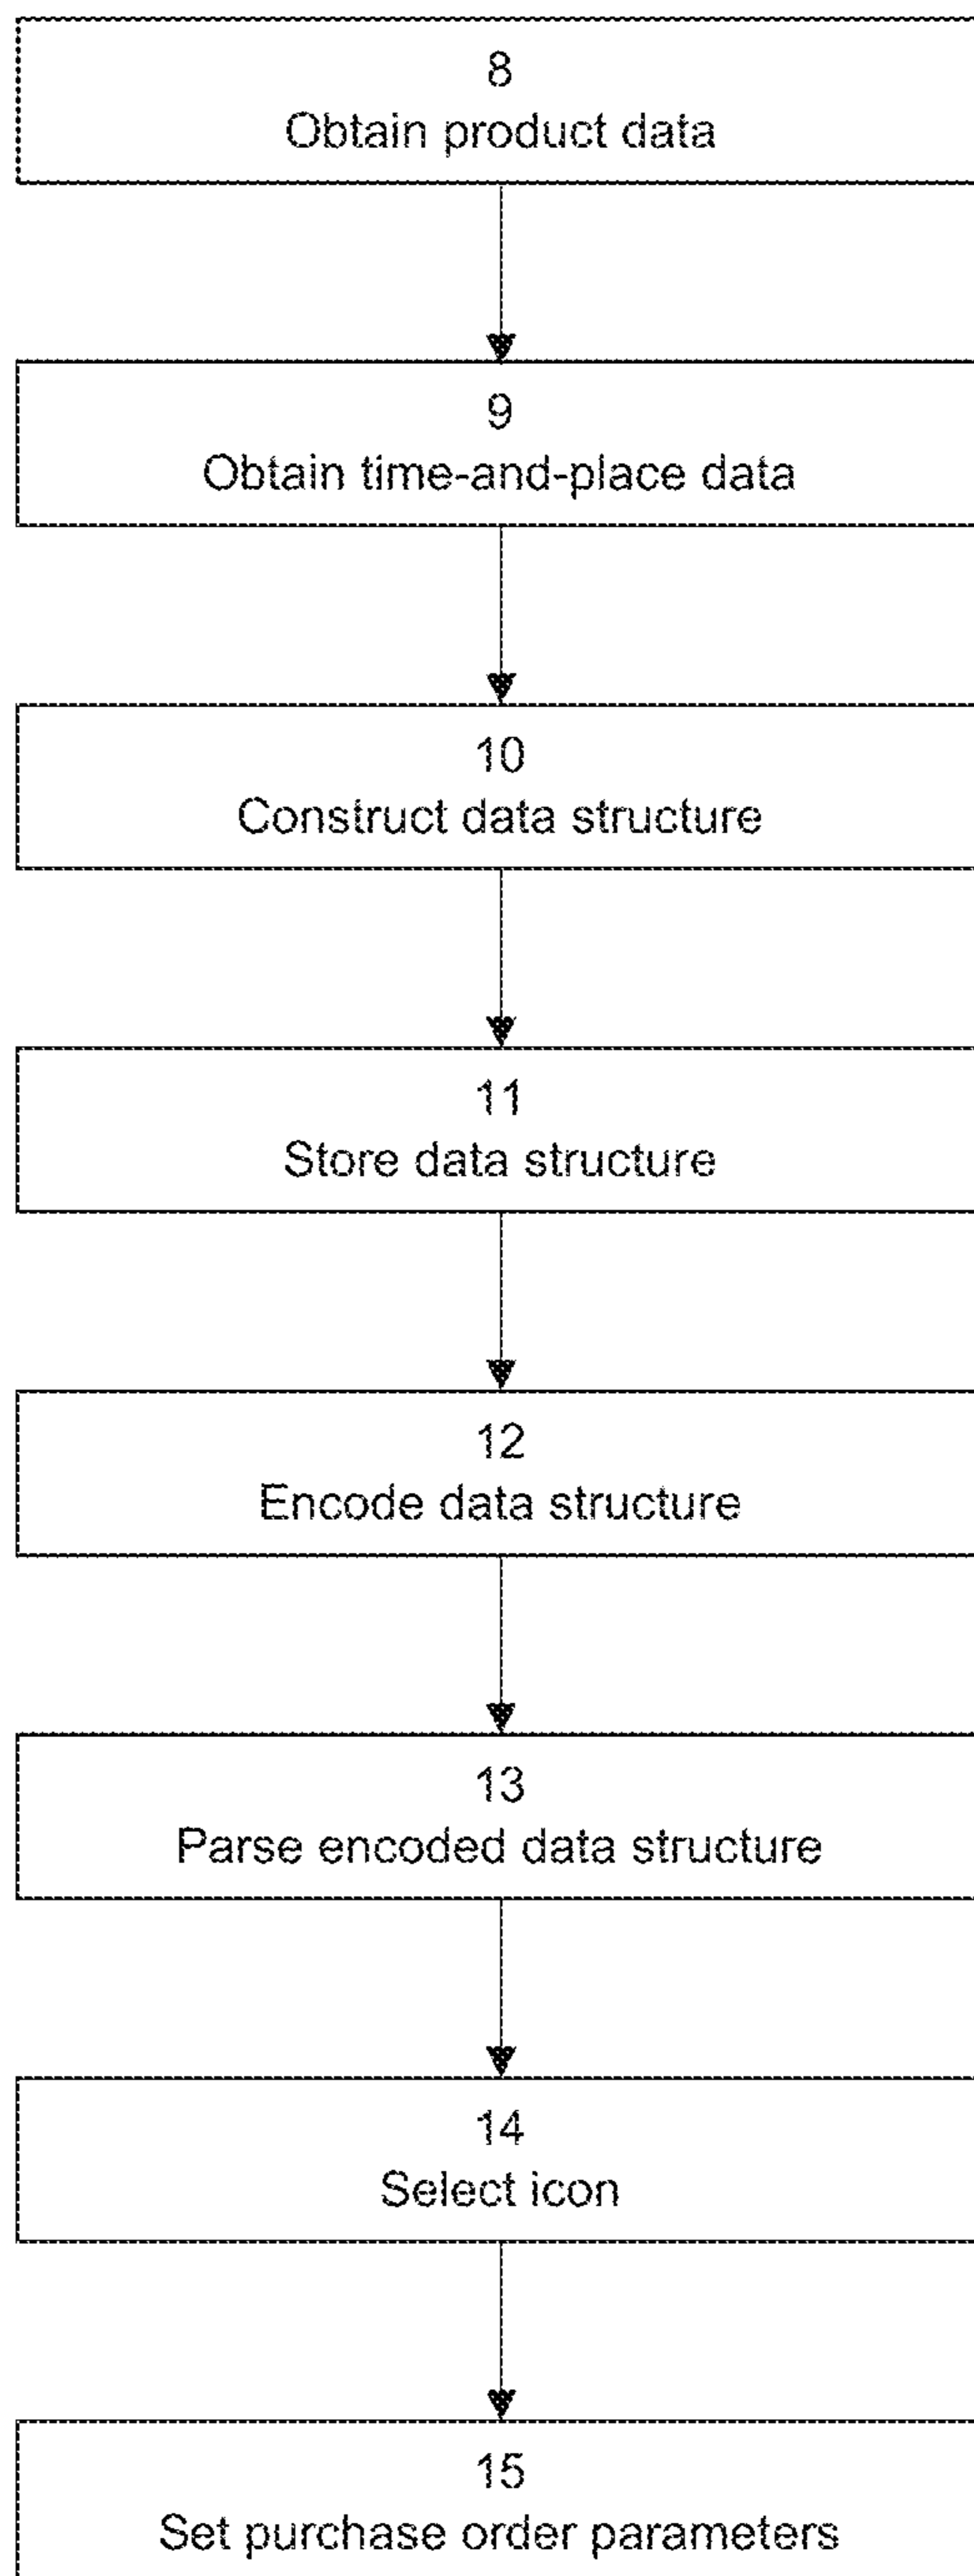 8
Obtain product data
9
Obtain time-and-place data
10
Construct data structure
11
Store data structure
12
Encode data structure
13
Parse encoded data structure
14
Select icon
15
Set purchase order parameters